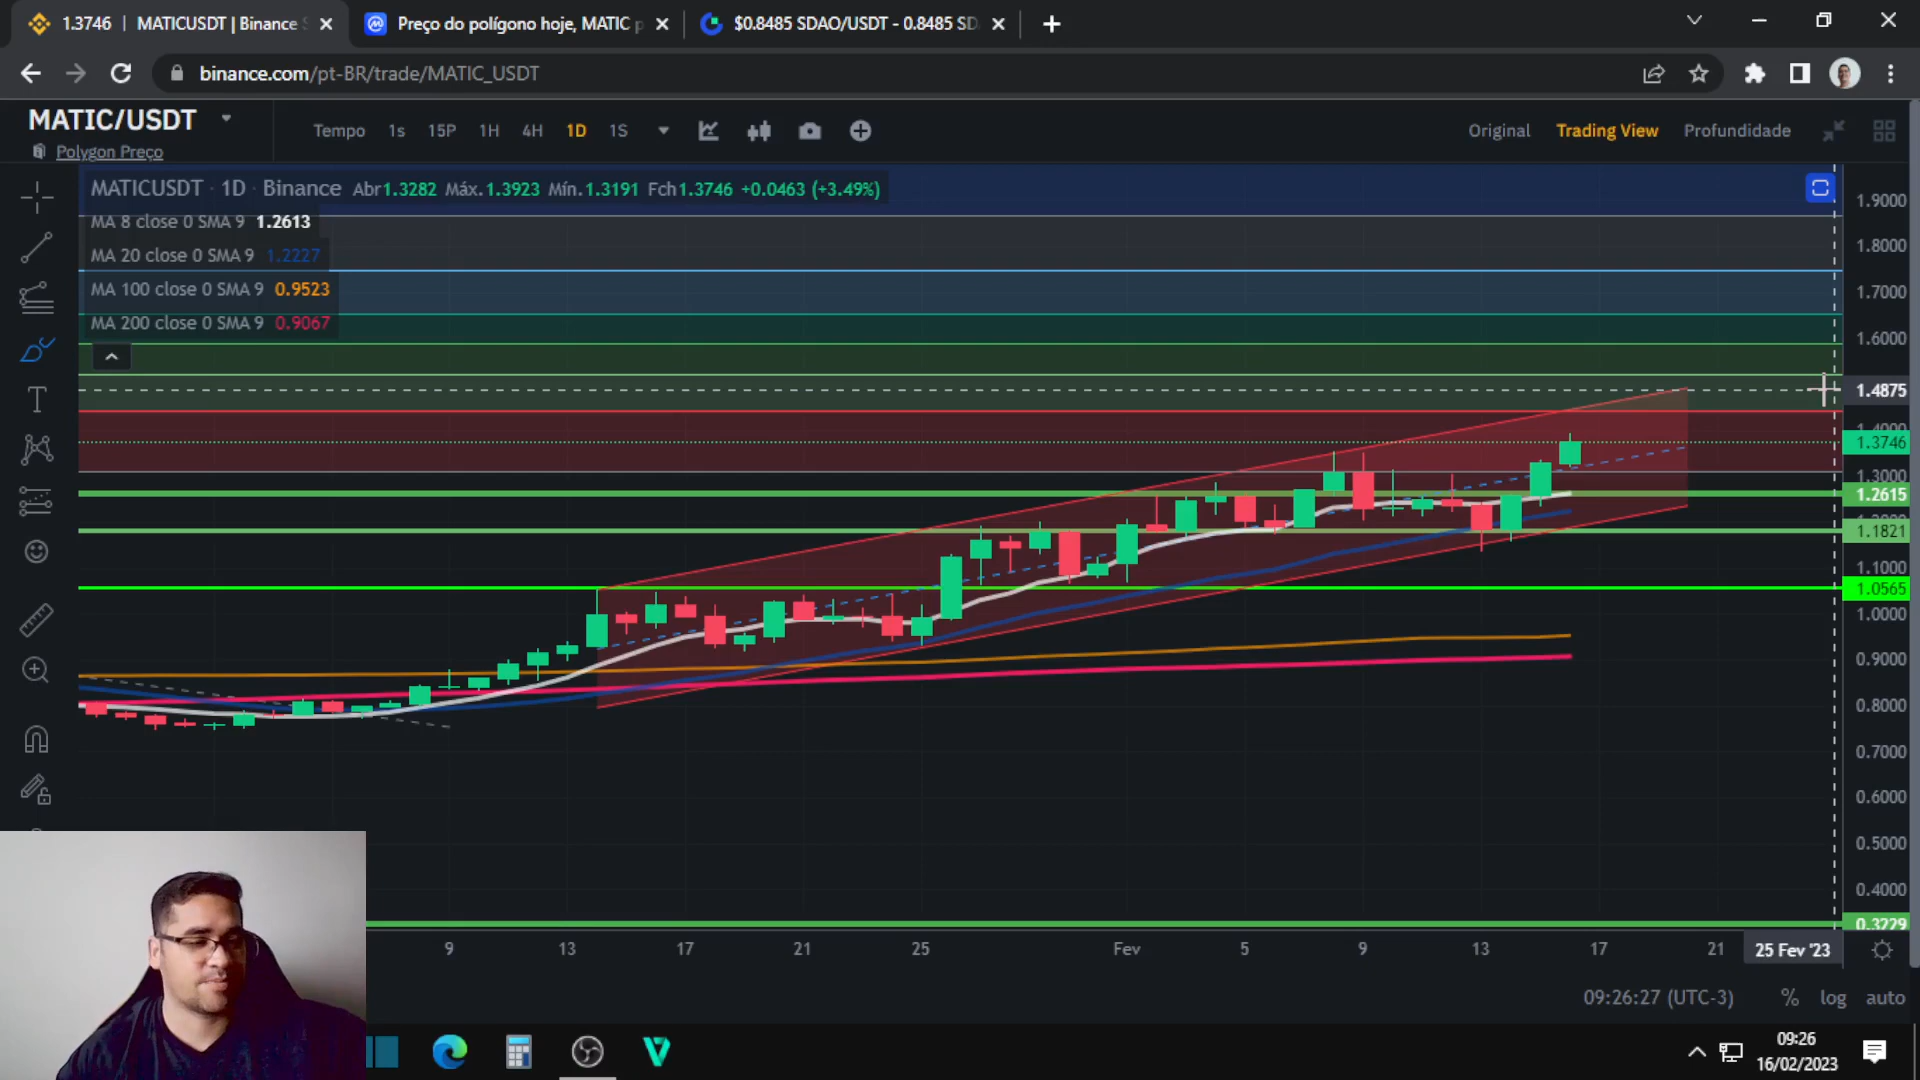 1.3746 | MATICUSDT | Binance S
Preço do polígono hoje, MATIC p
$0.8485 SDAO/USDT - 0.8485 SD
binance.com/pt-BR/trade/MATIC_USDT
MATIC/USDT
Polygon Preço
Tempo 1s 15P 1H 4H 1D 1S
Original Trading View Profundidade
MATICUSDT · 1D · Binance Abr1.3282 Máx.1.3923 Mín.1.3191 Fch1.3746 +0.0463 (+3.49%)
MA 8 close 0 SMA 9 1.2613
MA 20 close 0 SMA 9 1.2227
MA 100 close 0 SMA 9 0.9523
MA 200 close 0 SMA 9 0.9067
1.9000
1.8000
1.7000
1.6000
1.4875
1.4000
1.3746
1.3000
1.2615
1.1821
1.1000
1.0565
1.0000
0.9000
0.8000
0.7000
0.6000
0.5000
0.4000
0.3229
9 13 17 21 25 Fev 5 9 13 17 21 25 Fev '23
09:26:27 (UTC-3) % log auto
09:26
16/02/2023